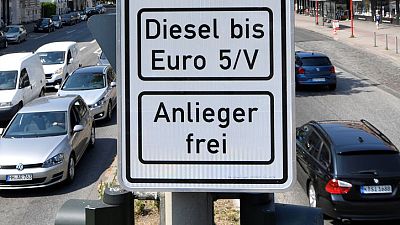 Diesel bis
Euro 5/V
Anlieger
frei